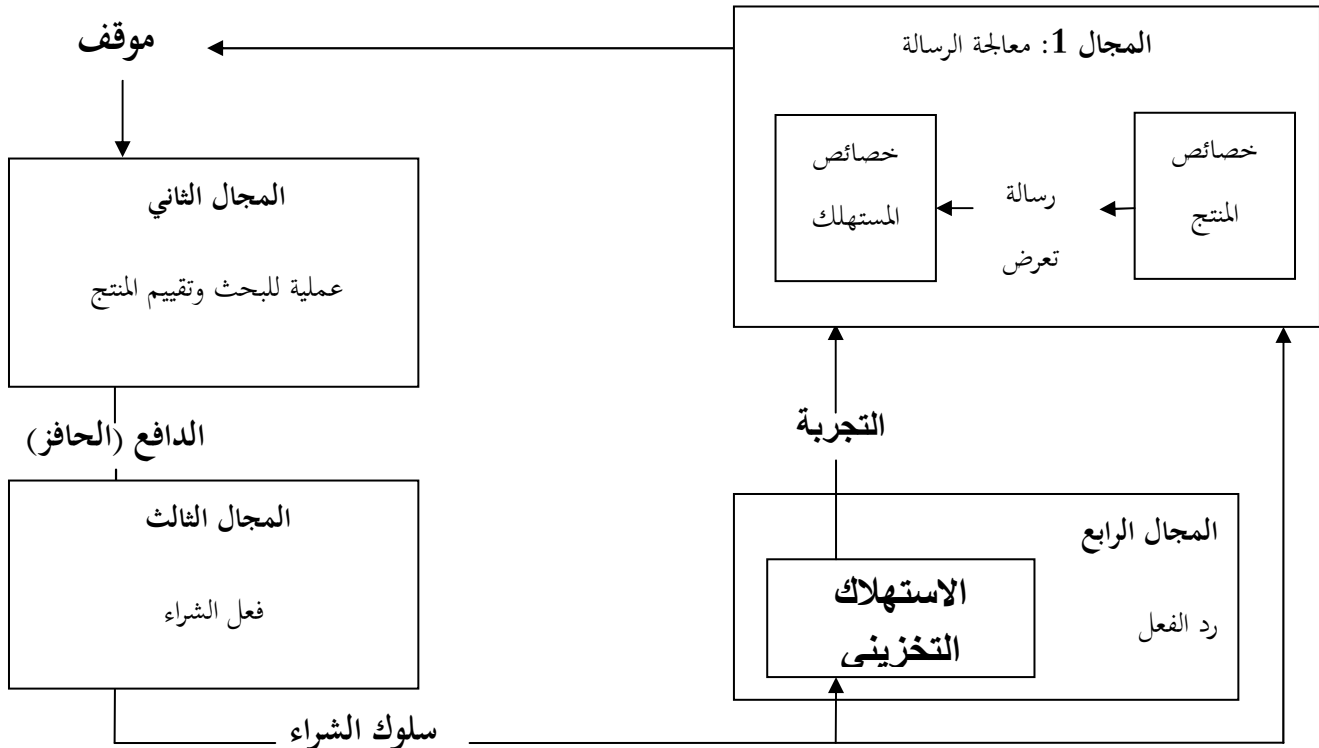 المجال 1: معالجة الرسالة
خصائص
المنتج
رسالة
تعرض
خصائص
المستهلك
موقف
المجال الثاني
عملية للبحث وتقييم المنتج
الدافع (الحافز)
المجال الثالث
فعل الشراء
سلوك الشراء
المجال الرابع
رد الفعل
الاستهلاك
التخزيني
التجربة